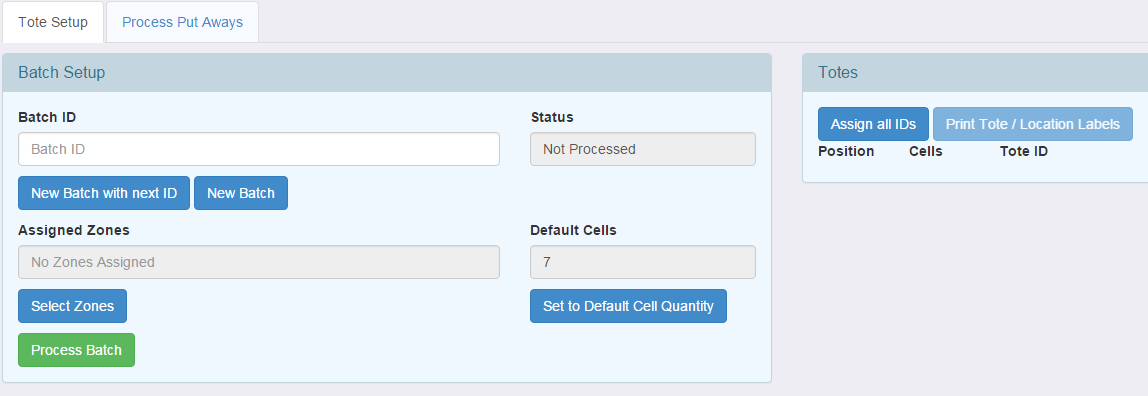 Tote Setup
Process Put Aways
Batch Setup
Batch ID
Status
Batch ID
Not Processed
New Batch with next ID
New Batch
Assigned Zones
Default Cells
No Zones Assigned
7
Select Zones
Set to Default Cell Quantity
Process Batch
Totes
Assign all IDs
Print Tote / Location Labels
Position Cells Tote ID